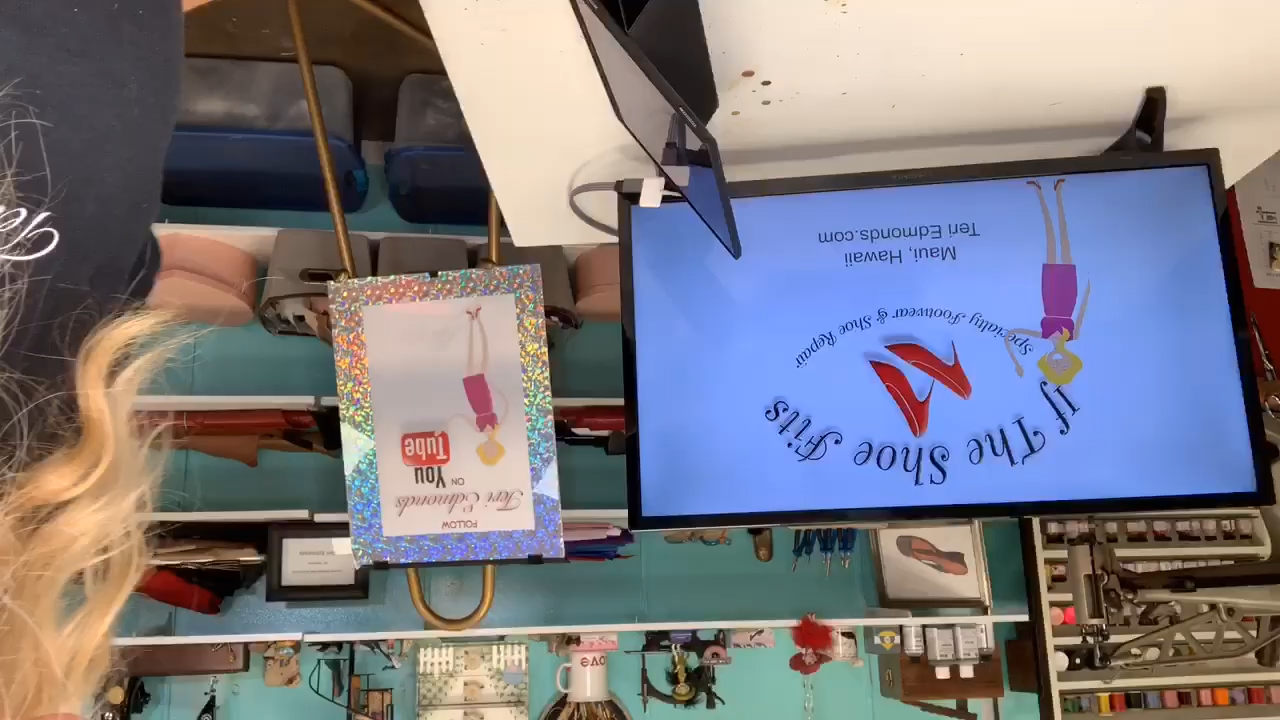 If The Shoe Fits
Specialty Footwear & Shoe Repair
Maui, Hawaii
Teri Edmonds.com
FOLLOW
Teri Edmonds
ON
You
Tube